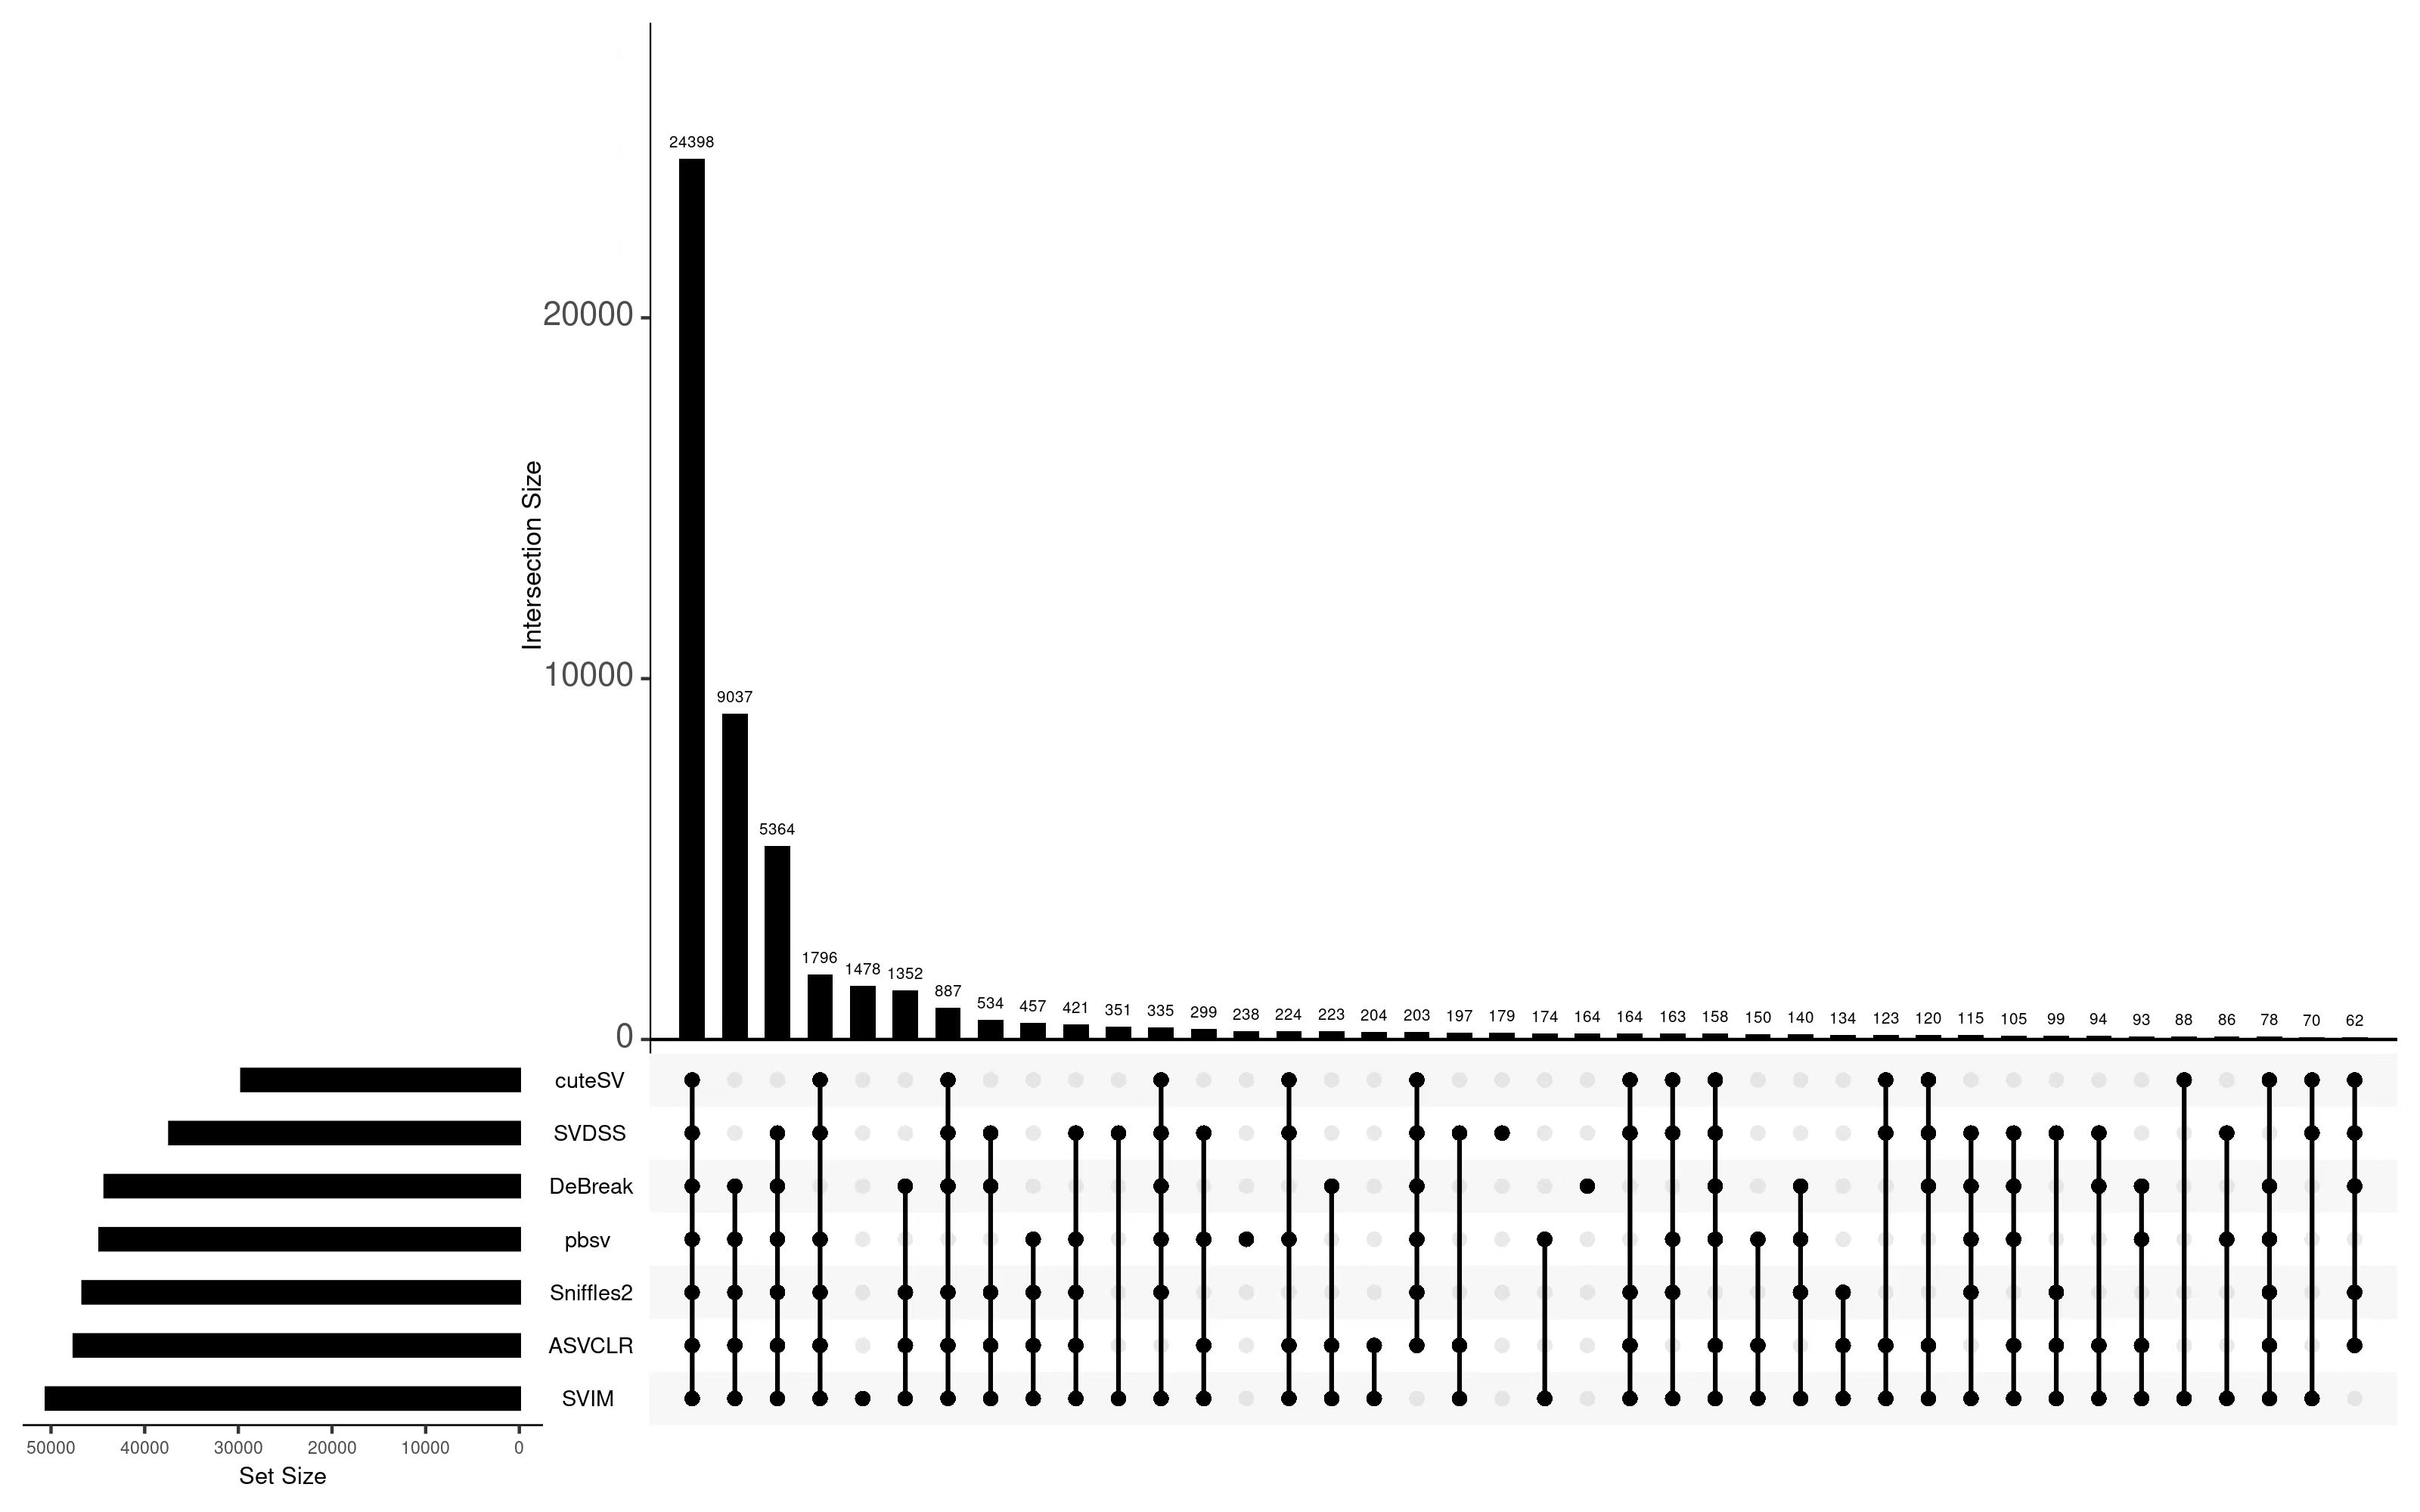 24398
20000
Intersection Size
10000
9037
5364
1796 1478 1352 887 534 457 421 351 335 299 238 224 223 204 203 197 179 174 164 164 163 158 150 140 134 123 120 115 105 99 94 93 88 86 78 70 62
0
cuteSV
SVDSS
DeBreak
pbsv
Sniffles2
ASVCLR
SVIM
50000 40000 30000 20000 10000 0
Set Size